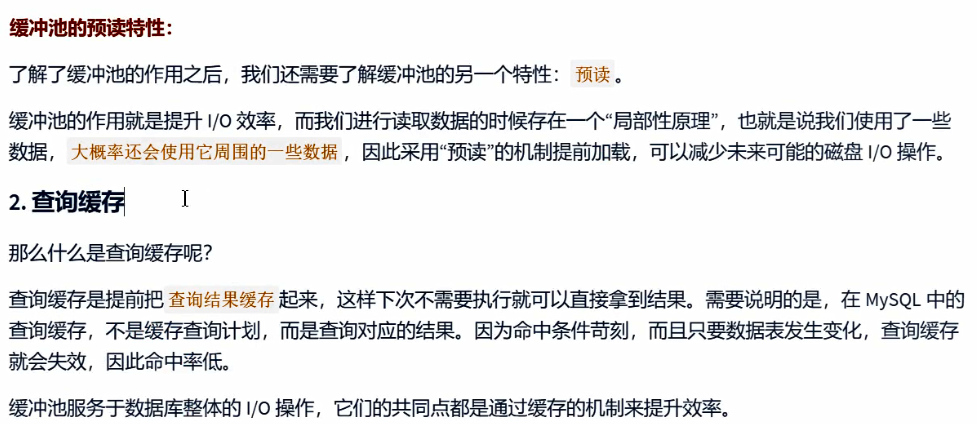 缓冲池的预读特性：
了解了缓冲池的作用之后，我们还需要了解缓冲池的另一个特性：预读。
缓冲池的作用就是提升 I/O 效率，而我们进行读取数据的时候存在一个“局部性原理”，也就是说我们使用了一些
数据，大概率还会使用它周围的一些数据，因此采用“预读”的机制提前加载，可以减少未来可能的磁盘 I/O 操作。
2. 查询缓存
那么什么是查询缓存呢？
查询缓存是提前把查询结果缓存起来，这样下次不需要执行就可以直接拿到结果。需要说明的是，在 MySQL 中的
查询缓存，不是缓存查询计划，而是查询对应的结果。因为命中条件苛刻，而且只要数据表发生变化，查询缓存
就会失效，因此命中率低。
缓冲池服务于数据库整体的 I/O 操作，它们的共同点都是通过缓存的机制来提升效率。